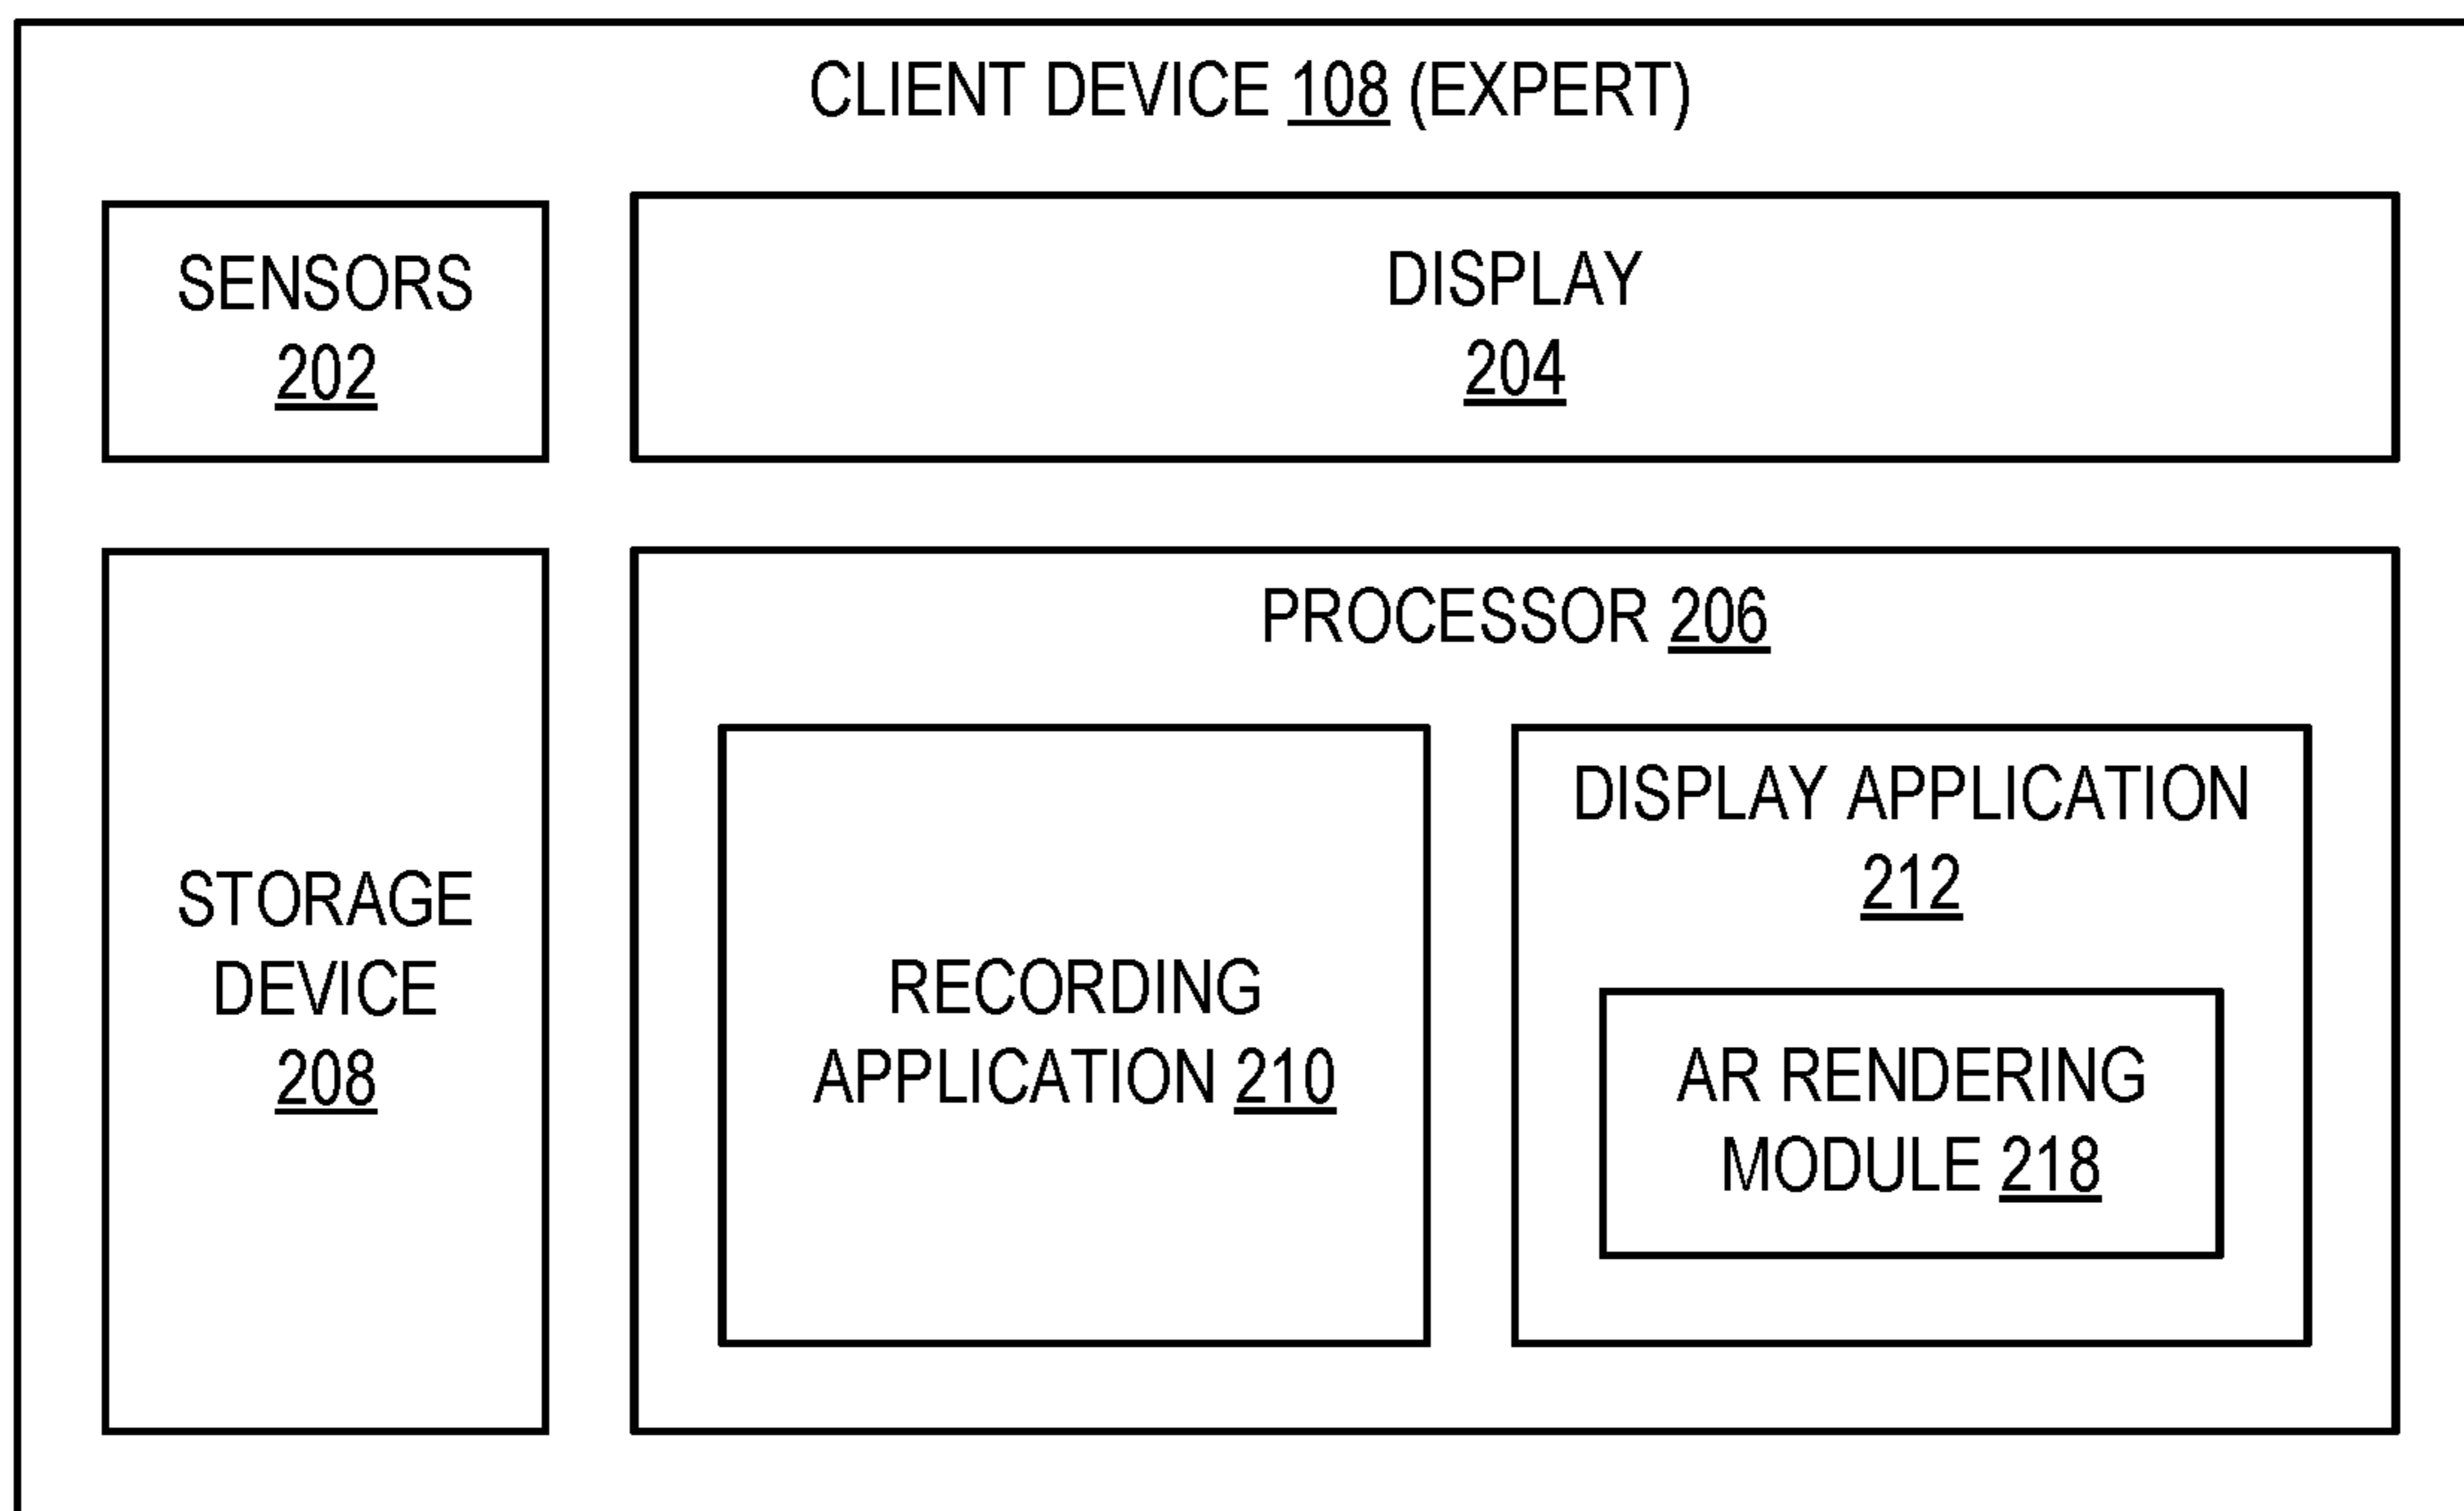 CLIENT DEVICE 108 (EXPERT)
SENSORS
202
DISPLAY
204
STORAGE
DEVICE
208
PROCESSOR 206
RECORDING
APPLICATION 210
DISPLAY APPLICATION
212
AR RENDERING
MODULE 218